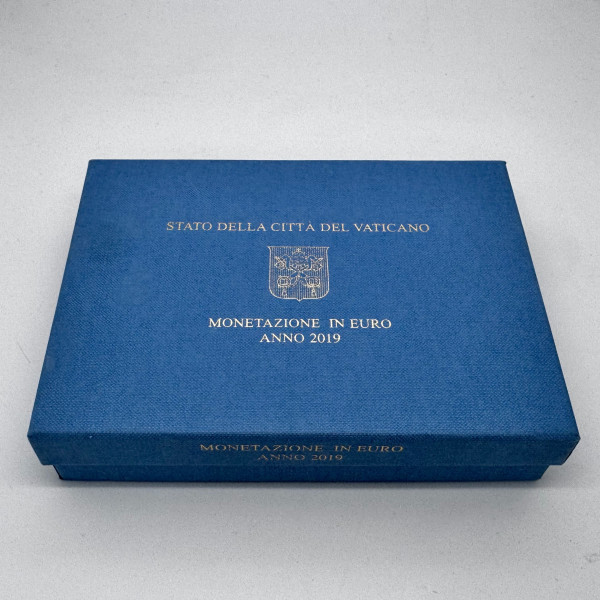 STATO DELLA CITTÀ DEL VATICANO
MONETAZIONE IN EURO
ANNO 2019
MONETAZIONE IN EURO
ANNO 2019